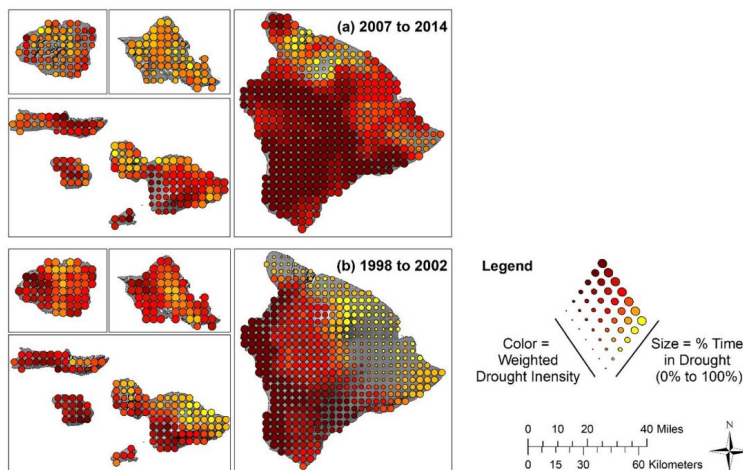 (a) 2007 to 2014
(b) 1998 to 2002
Legend
Color =
Weighted
Drought Inensity
Size = % Time
in Drought
(0% to 100%)
0 10 20 40 Miles
0 15 30 60 Kilometers
N